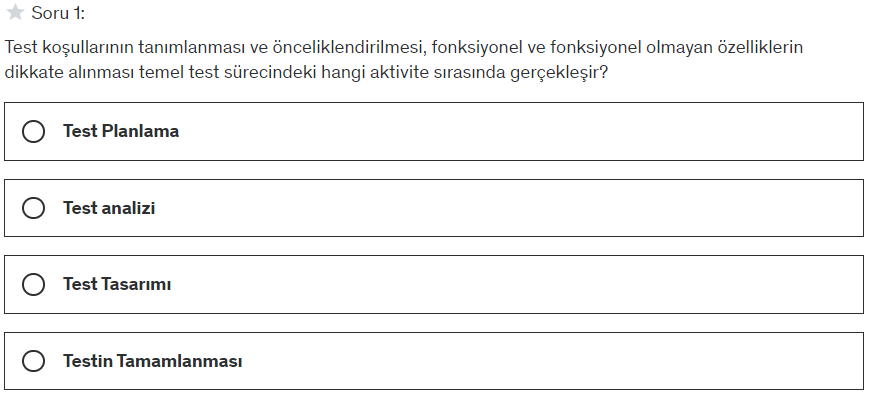 Soru 1:
Test koşullarının tanımlanması ve önceliklendirilmesi, fonksiyonel ve fonksiyonel olmayan özelliklerin
dikkate alınması temel test sürecindeki hangi aktivite sırasında gerçekleşir?
Test Planlama
Test analizi
Test Tasarımı
Testin Tamamlanması